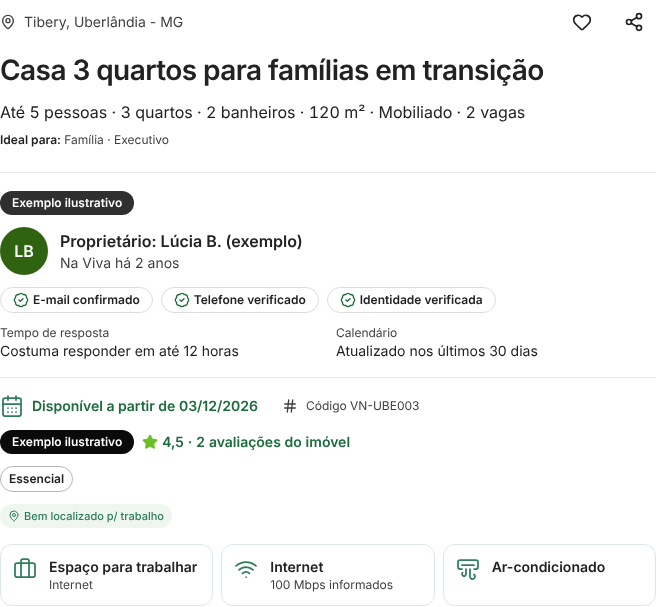 Tibery, Uberlândia - MG
Casa 3 quartos para famílias em transição
Até 5 pessoas · 3 quartos · 2 banheiros · 120 m² · Mobiliado · 2 vagas
Ideal para: Família · Executivo
Exemplo ilustrativo
LB
Proprietário: Lúcia B. (exemplo)
Na Viva há 2 anos
E-mail confirmado
Telefone verificado
Identidade verificada
Tempo de resposta
Costuma responder em até 12 horas
Calendário
Atualizado nos últimos 30 dias
Disponível a partir de 03/12/2026
# Código VN-UBE003
Exemplo ilustrativo
4,5 · 2 avaliações do imóvel
Essencial
Bem localizado p/ trabalho
Espaço para trabalhar
Internet
Internet
100 Mbps informados
Ar-condicionado